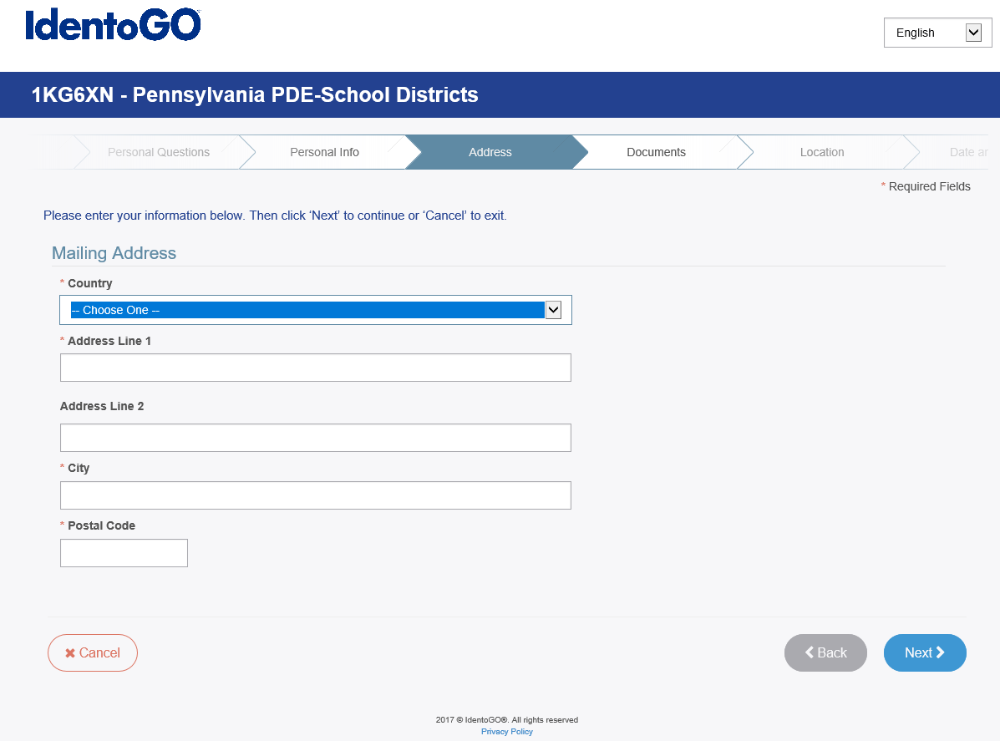 IdentoGO
English
1KG6XN - Pennsylvania PDE-School Districts
Personal Questions
Personal Info
Address
Documents
Location
Date ar
* Required Fields
Please enter your information below. Then click ‘Next’ to continue or ‘Cancel’ to exit.
Mailing Address
* Country
-- Choose One --
* Address Line 1
Address Line 2
* City
* Postal Code
Cancel
Back
Next
2017 © IdentoGO®. All rights reserved
Privacy Policy